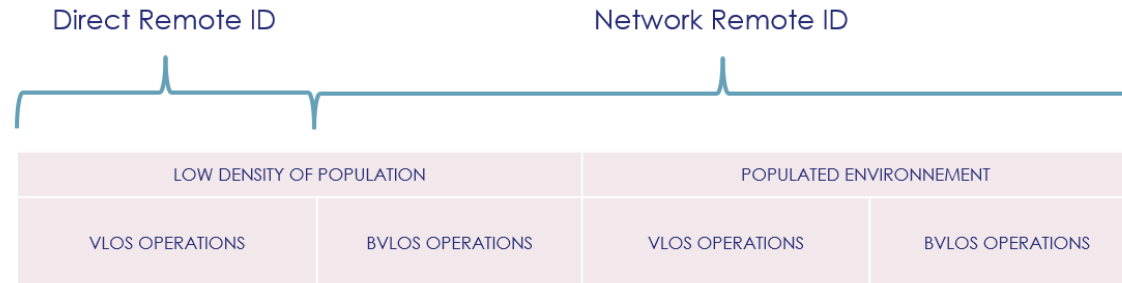 Direct Remote ID
Network Remote ID
LOW DENSITY OF POPULATION
POPULATED ENVIRONNEMENT
VLOS OPERATIONS
BVLOS OPERATIONS
VLOS OPERATIONS
BVLOS OPERATIONS